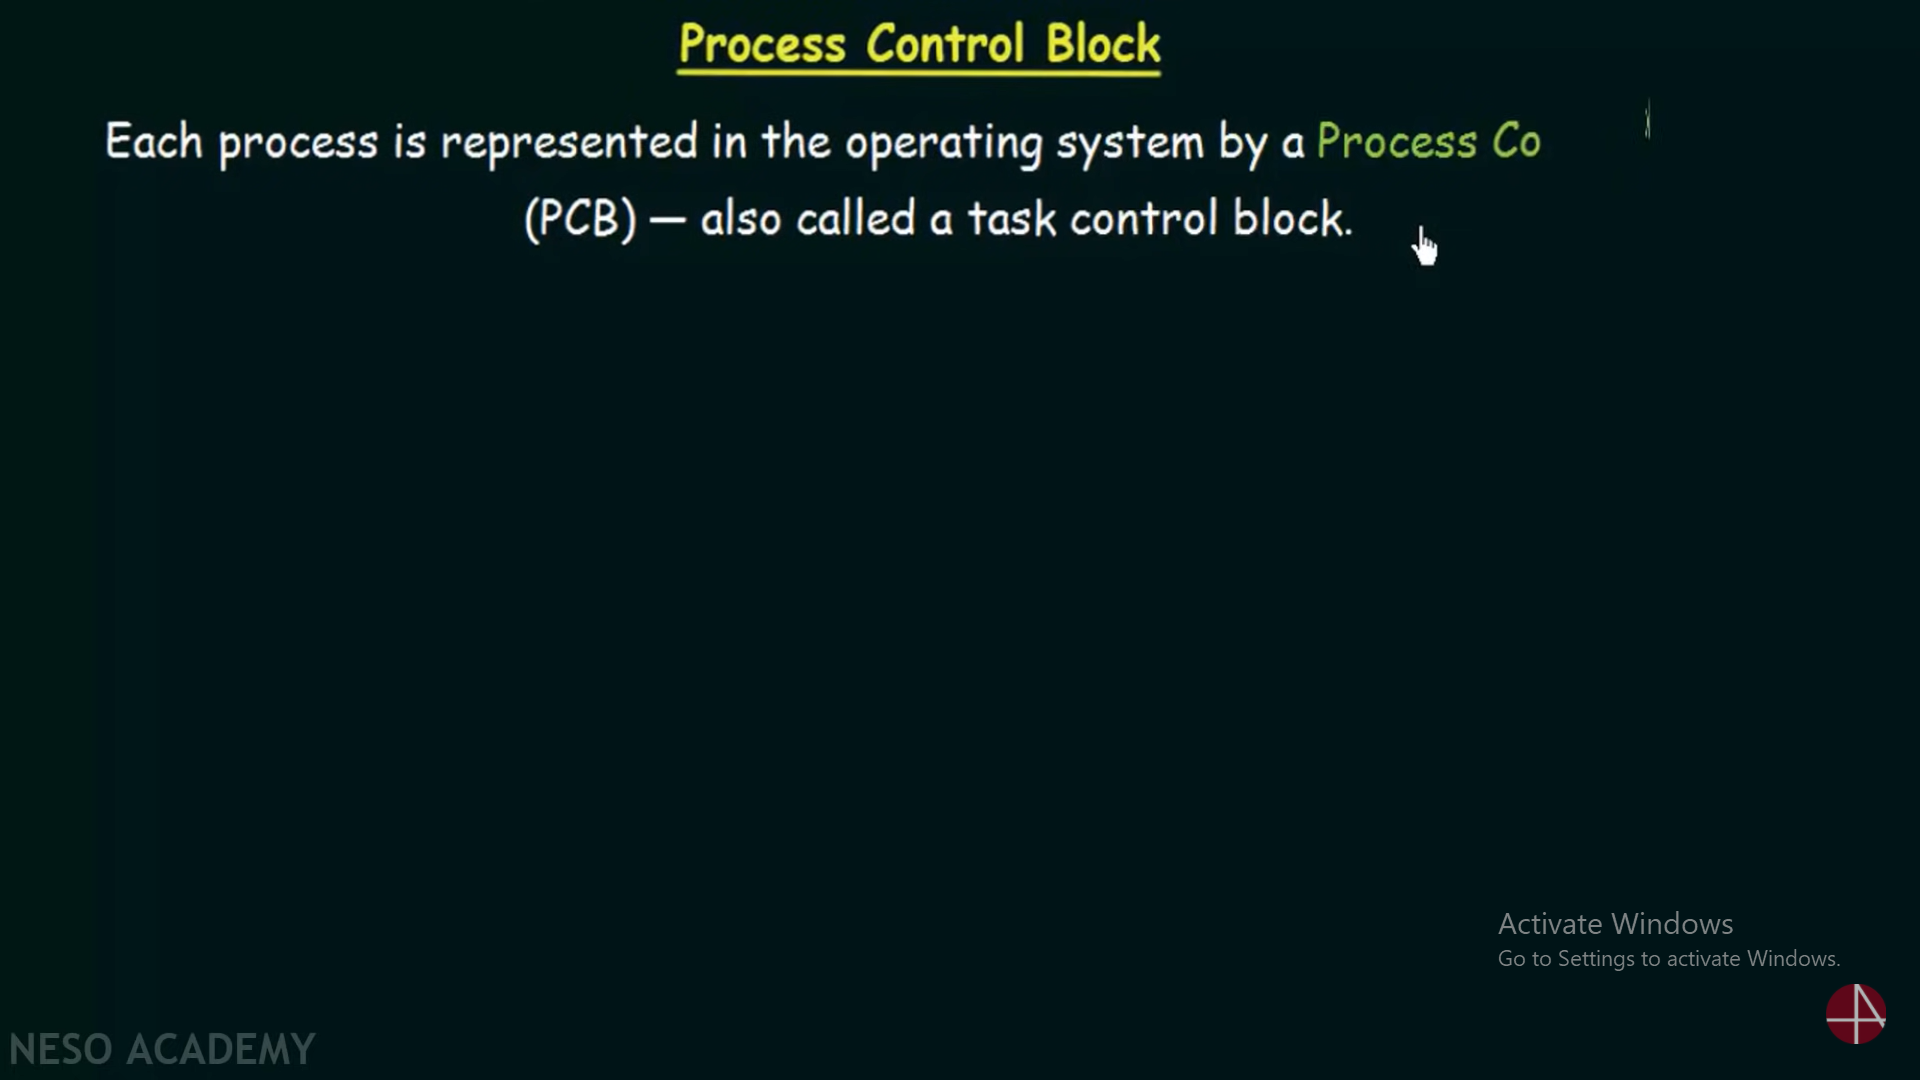 Process Control Block
Each process is represented in the operating system by a Process Co
(PCB) — also called a task control block.
Activate Windows
Go to Settings to activate Windows.
NESO ACADEMY